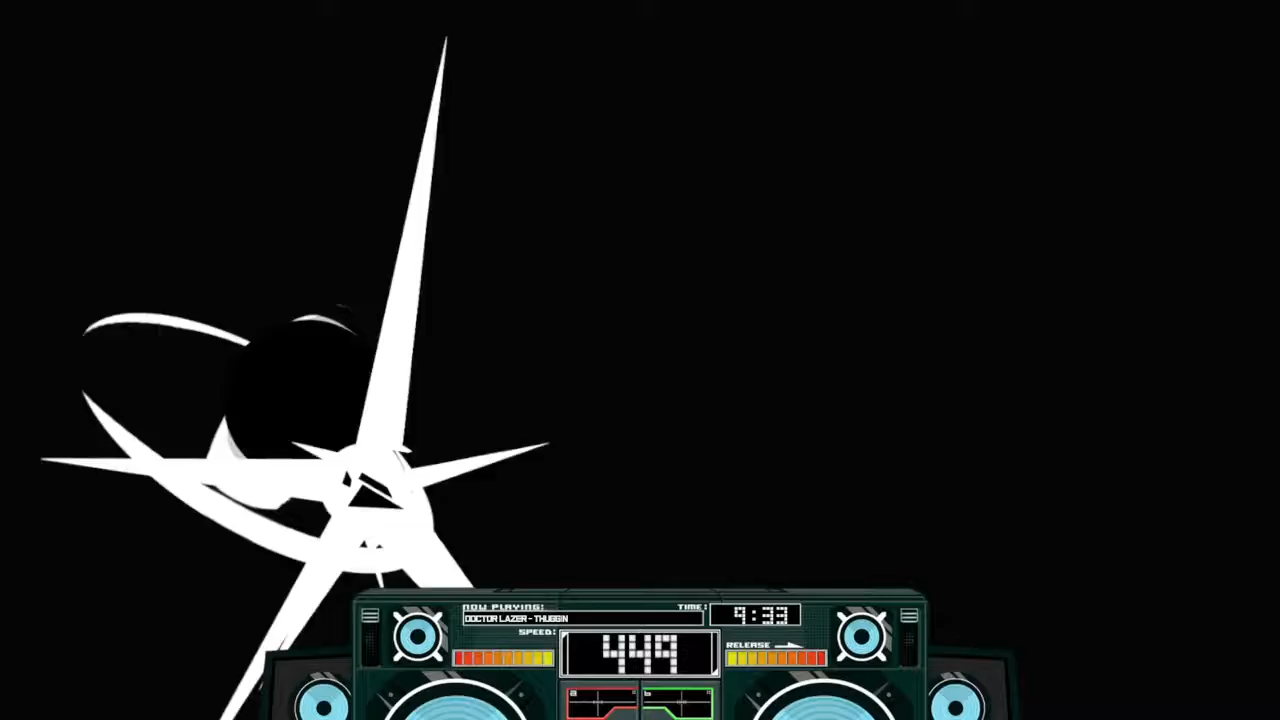 NOW PLAYING:
TIME:
9:33
DOCTOR LAZER - THUGGIN
SPEED:
449
RELEASE
a
b